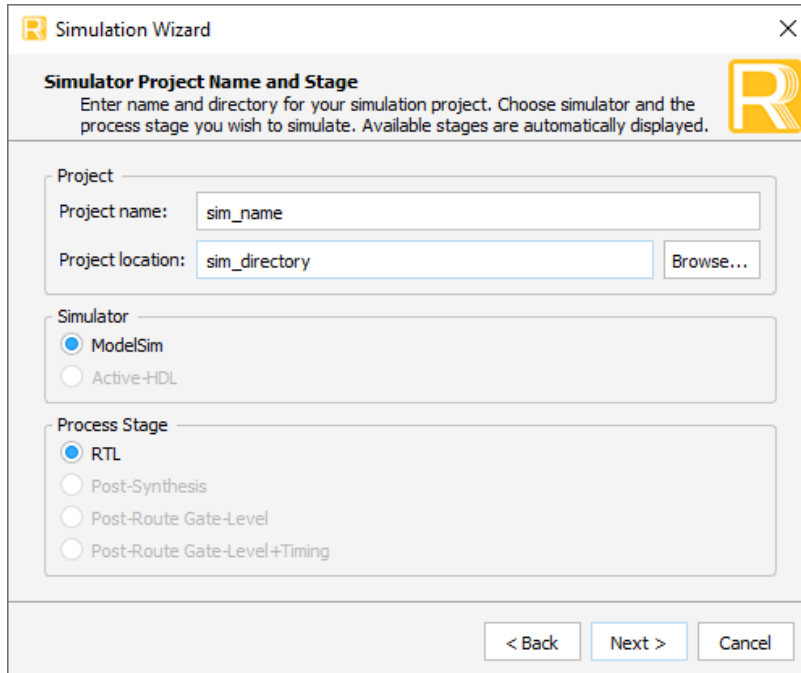 Simulation Wizard
Simulator Project Name and Stage
Enter name and directory for your simulation project. Choose simulator and the
process stage you wish to simulate. Available stages are automatically displayed.
Project
Project name: sim_name
Project location: sim_directory Browse...
Simulator
ModelSim
Active-HDL
Process Stage
RTL
Post-Synthesis
Post-Route Gate-Level
Post-Route Gate-Level+Timing
< Back Next > Cancel